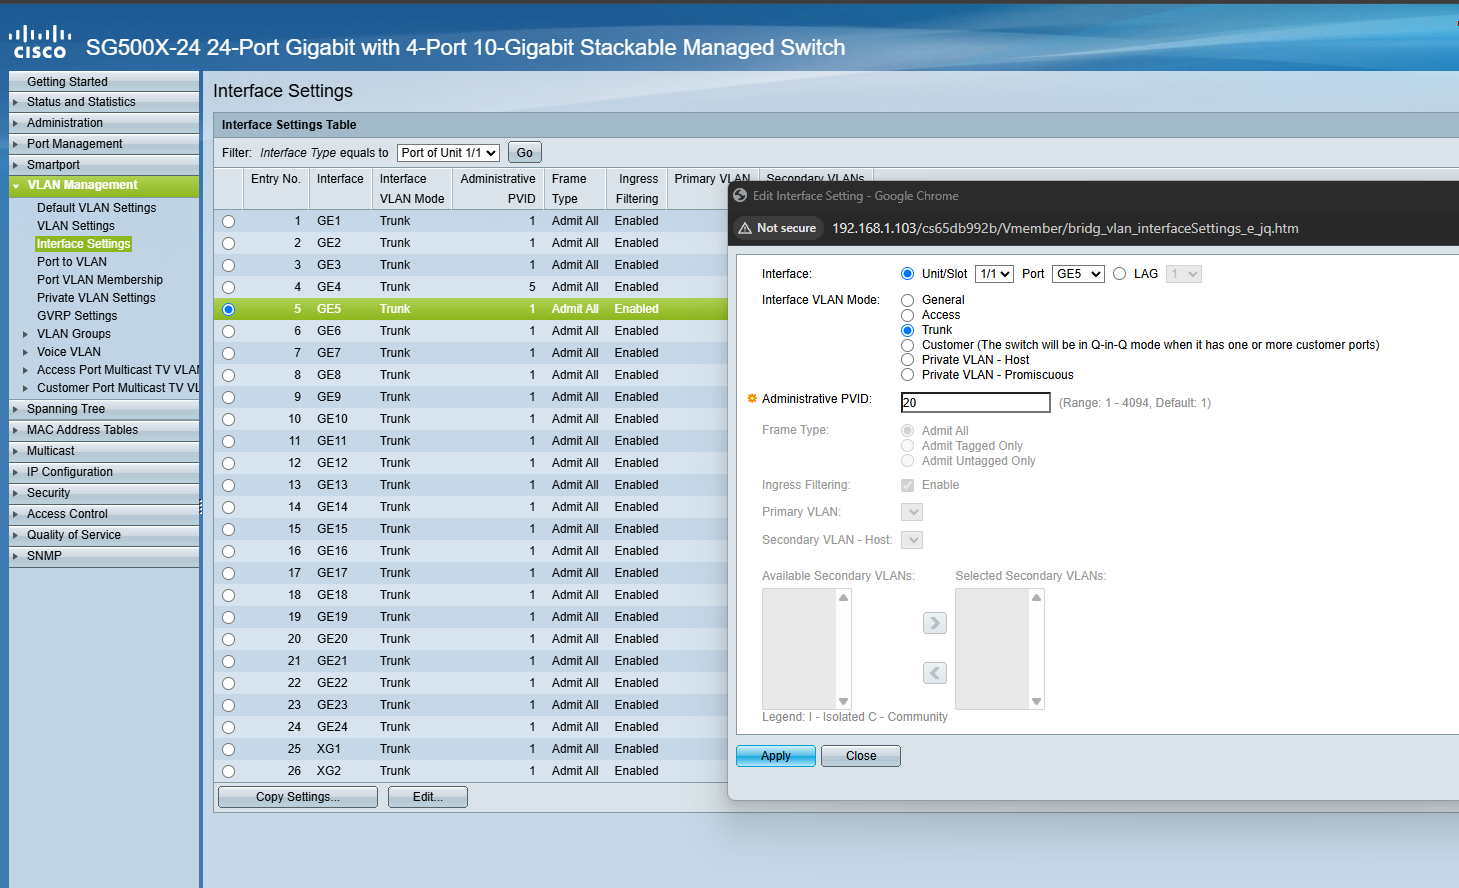 CISCO
SG500X-24 24-Port Gigabit with 4-Port 10-Gigabit Stackable Managed Switch
Getting Started
Status and Statistics
Administration
Port Management
Smartport
VLAN Management
Default VLAN Settings
VLAN Settings
Interface Settings
Port to VLAN
Port VLAN Membership
Private VLAN Settings
GVRP Settings
VLAN Groups
Voice VLAN
Access Port Multicast TV VLAN
Customer Port Multicast TV VL
Spanning Tree
MAC Address Tables
Multicast
IP Configuration
Security
Access Control
Quality of Service
SNMP
Interface Settings
Interface Settings Table
Filter: Interface Type equals to Port of Unit 1/1 Go
Entry No. Interface Interface VLAN Mode Administrative PVID Frame Type Ingress Filtering Primary VLAN Secondary VLANs
1 GE1 Trunk 1 Admit All Enabled
2 GE2 Trunk 1 Admit All Enabled
3 GE3 Trunk 1 Admit All Enabled
4 GE4 Trunk 5 Admit All Enabled
5 GE5 Trunk 1 Admit All Enabled
6 GE6 Trunk 1 Admit All Enabled
7 GE7 Trunk 1 Admit All Enabled
8 GE8 Trunk 1 Admit All Enabled
9 GE9 Trunk 1 Admit All Enabled
10 GE10 Trunk 1 Admit All Enabled
11 GE11 Trunk 1 Admit All Enabled
12 GE12 Trunk 1 Admit All Enabled
13 GE13 Trunk 1 Admit All Enabled
14 GE14 Trunk 1 Admit All Enabled
15 GE15 Trunk 1 Admit All Enabled
16 GE16 Trunk 1 Admit All Enabled
17 GE17 Trunk 1 Admit All Enabled
18 GE18 Trunk 1 Admit All Enabled
19 GE19 Trunk 1 Admit All Enabled
20 GE20 Trunk 1 Admit All Enabled
21 GE21 Trunk 1 Admit All Enabled
22 GE22 Trunk 1 Admit All Enabled
23 GE23 Trunk 1 Admit All Enabled
24 GE24 Trunk 1 Admit All Enabled
25 XG1 Trunk 1 Admit All Enabled
26 XG2 Trunk 1 Admit All Enabled
Copy Settings... Edit...
Edit Interface Setting - Google Chrome
Not secure 192.168.1.103/cs65db992b/Vmember/bridg_vlan_interfaceSettings_e_jq.htm
Interface: Unit/Slot 1/1 Port GE5 LAG 1
Interface VLAN Mode: General
Access
Trunk
Customer (The switch will be in Q-in-Q mode when it has one or more customer ports)
Private VLAN - Host
Private VLAN - Promiscuous
Administrative PVID: 20 (Range: 1 - 4094, Default: 1)
Frame Type: Admit All
Admit Tagged Only
Admit Untagged Only
Ingress Filtering: Enable
Primary VLAN:
Secondary VLAN - Host:
Available Secondary VLANs: Selected Secondary VLANs:
Legend: I - Isolated C - Community
Apply Close